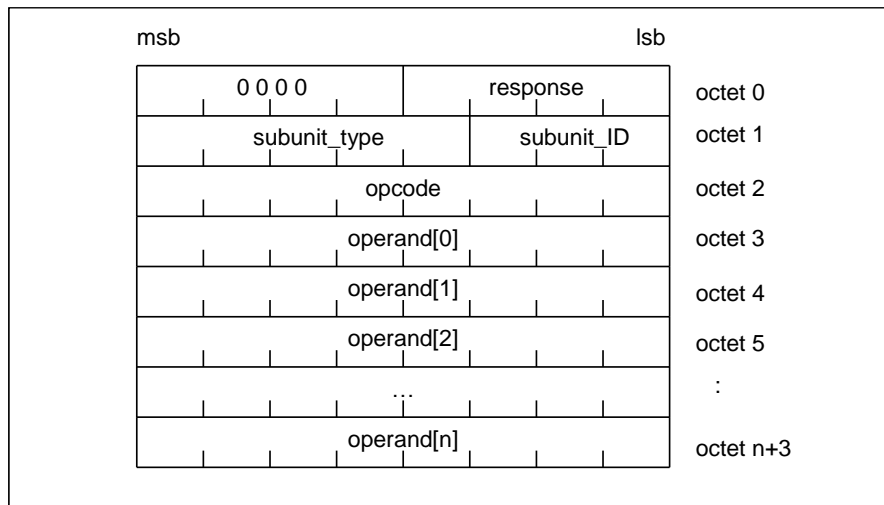 msb lsb
0 0 0 0 response octet 0
subunit_type subunit_ID octet 1
opcode octet 2
operand[0] octet 3
operand[1] octet 4
operand[2] octet 5
... :
operand[n] octet n+3